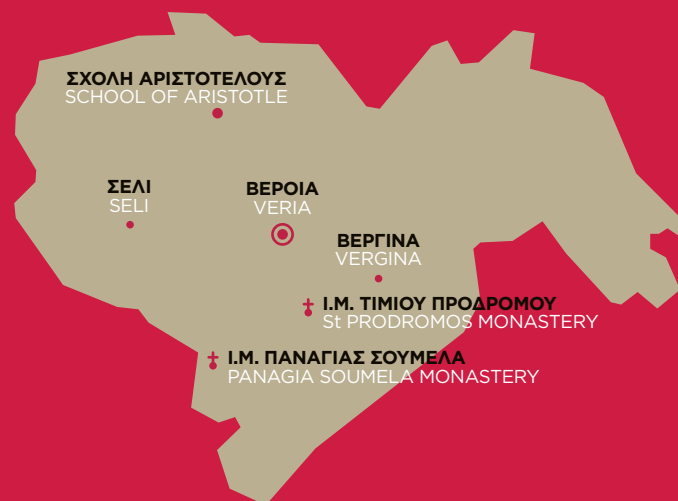 ΣΧΟΛΗ ΑΡΙΣΤΟΤΕΛΟΥΣ
SCHOOL OF ARISTOTLE
ΣΕΛΙ
SELI
ΒΕΡΟΙΑ
VERIA
ΒΕΡΓΙΝΑ
VERGINA
Ι.Μ. ΤΙΜΙΟΥ ΠΡΟΔΡΟΜΟΥ
St PRODROMOS MONASTERY
Ι.Μ. ΠΑΝΑΓΙΑΣ ΣΟΥΜΕΛΑ
PANAGIA SOUMELA MONASTERY